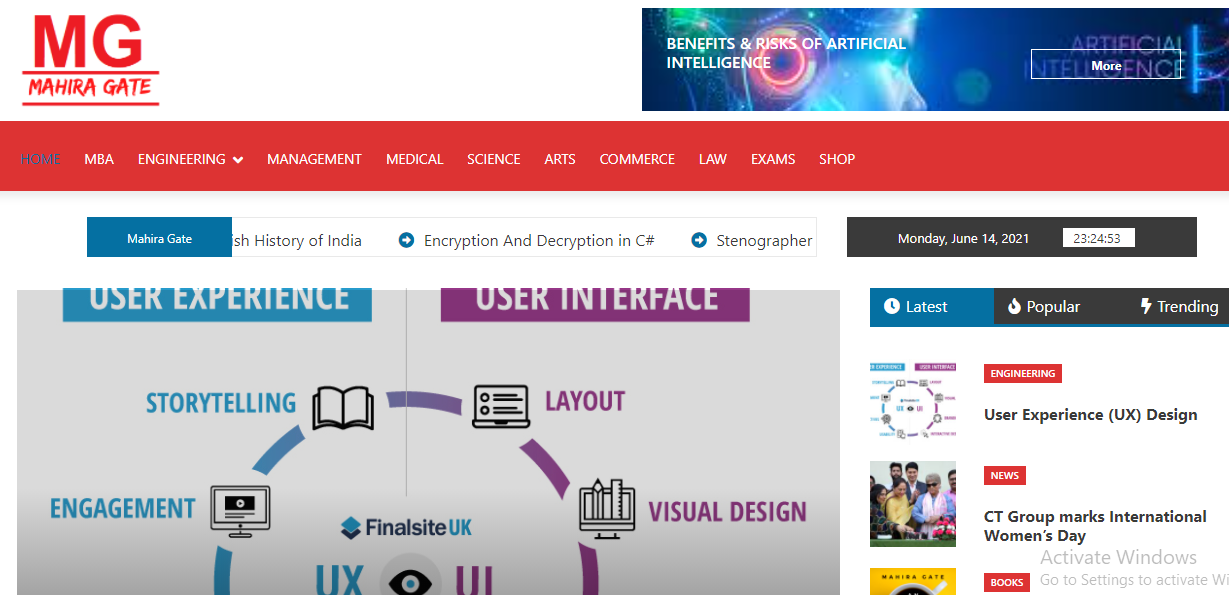 MG
MAHIRA GATE
BENEFITS & RISKS OF ARTIFICIAL
INTELLIGENCE
ARTIFICIAL
INTELLIGENCE
More
HOME MBA ENGINEERING MANAGEMENT MEDICAL SCIENCE ARTS COMMERCE LAW EXAMS SHOP
Mahira Gate
ish History of India
Encryption And Decryption in C#
Stenographer
Monday, June 14, 2021
23:24:53
USER EXPERIENCE
USER INTERFACE
STORYTELLING
LAYOUT
ENGAGEMENT
VISUAL DESIGN
Finalsite UK
UX
UI
Latest Popular Trending
ENGINEERING
User Experience (UX) Design
NEWS
CT Group marks International
Women's Day
MAHIRA GATE
BOOKS
Activate Windows
Go to Settings to activate Wi